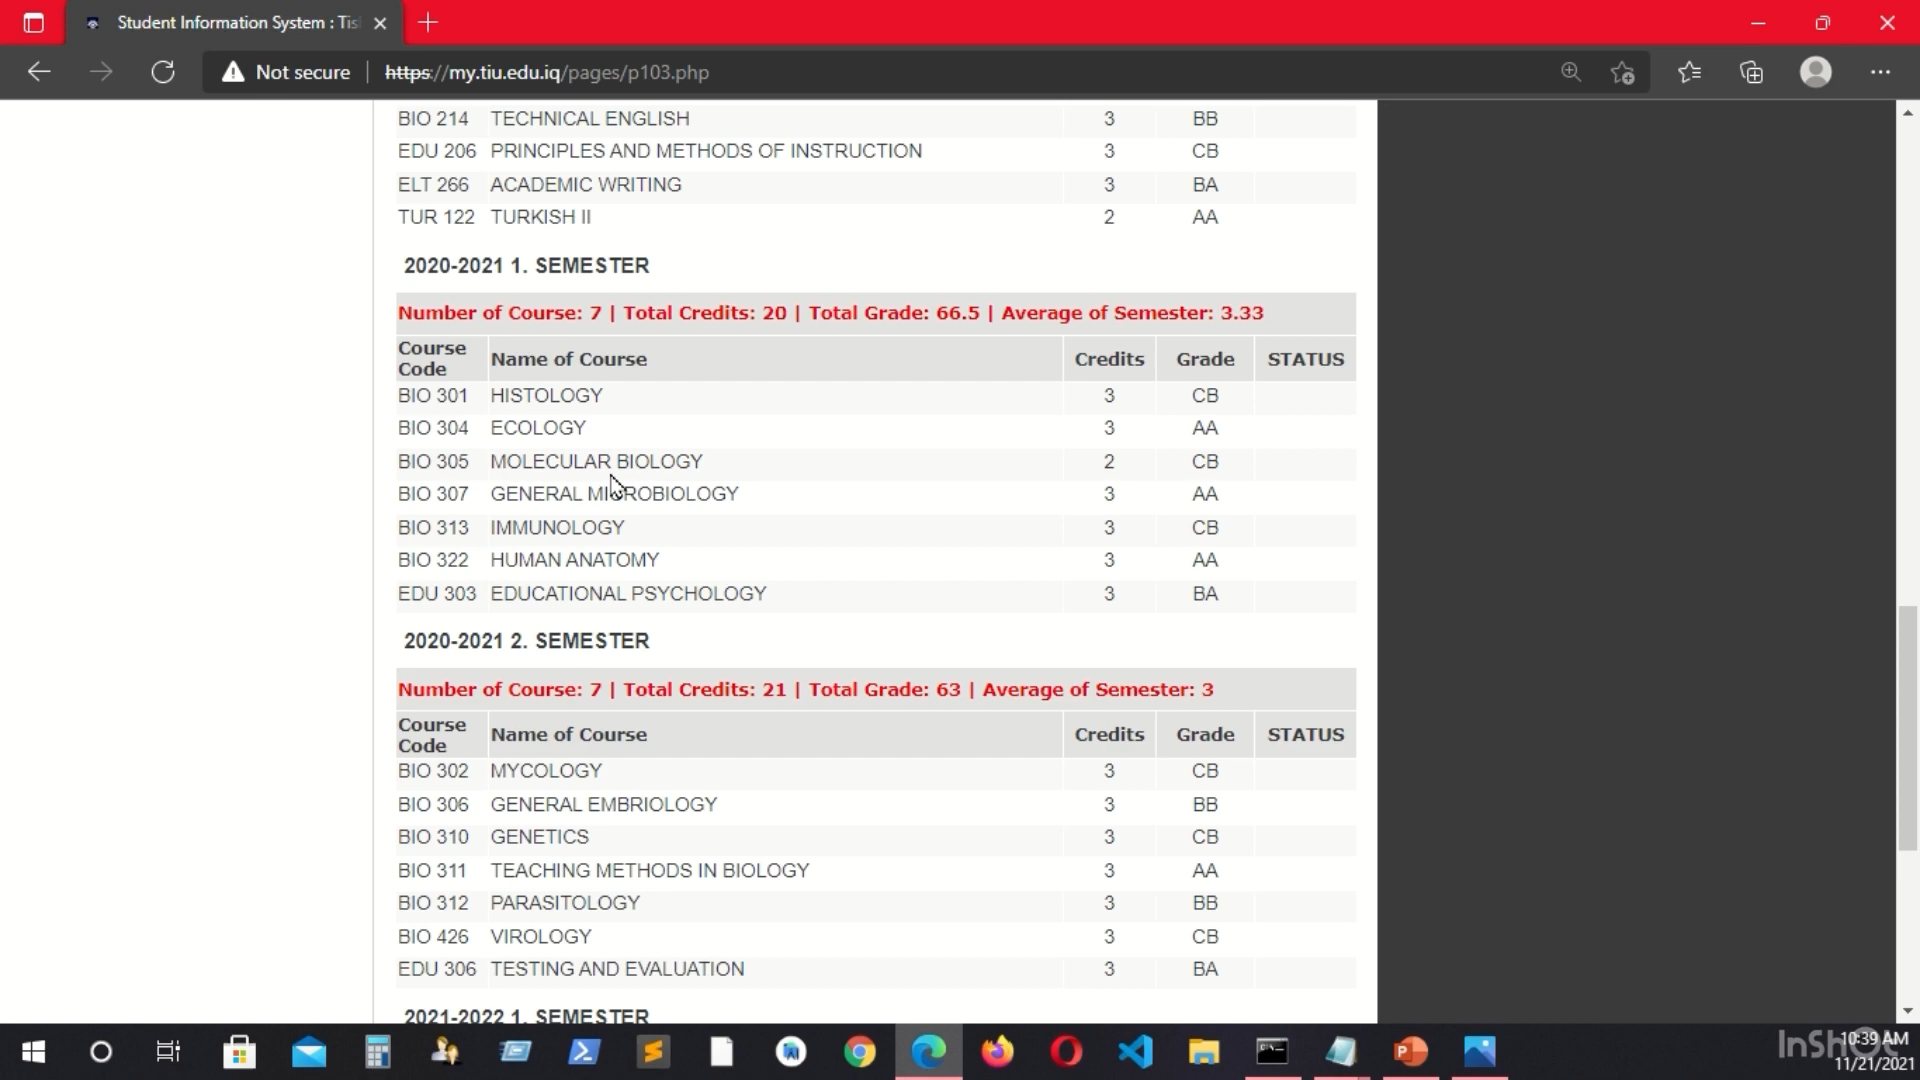 Student Information System : Tis
Not secure
https://my.tiu.edu.iq/pages/p103.php
BIO 214 TECHNICAL ENGLISH 3 BB
EDU 206 PRINCIPLES AND METHODS OF INSTRUCTION 3 CB
ELT 266 ACADEMIC WRITING 3 BA
TUR 122 TURKISH II 2 AA
2020-2021 1. SEMESTER
Number of Course: 7 | Total Credits: 20 | Total Grade: 66.5 | Average of Semester: 3.33
Course Code Name of Course Credits Grade STATUS
BIO 301 HISTOLOGY 3 CB
BIO 304 ECOLOGY 3 AA
BIO 305 MOLECULAR BIOLOGY 2 CB
BIO 307 GENERAL MICROBIOLOGY 3 AA
BIO 313 IMMUNOLOGY 3 CB
BIO 322 HUMAN ANATOMY 3 AA
EDU 303 EDUCATIONAL PSYCHOLOGY 3 BA
2020-2021 2. SEMESTER
Number of Course: 7 | Total Credits: 21 | Total Grade: 63 | Average of Semester: 3
Course Code Name of Course Credits Grade STATUS
BIO 302 MYCOLOGY 3 CB
BIO 306 GENERAL EMBRIOLOGY 3 BB
BIO 310 GENETICS 3 CB
BIO 311 TEACHING METHODS IN BIOLOGY 3 AA
BIO 312 PARASITOLOGY 3 BB
BIO 426 VIROLOGY 3 CB
EDU 306 TESTING AND EVALUATION 3 BA
2021-2022 1. SEMESTER
InShOt
10:39 AM
11/21/2021